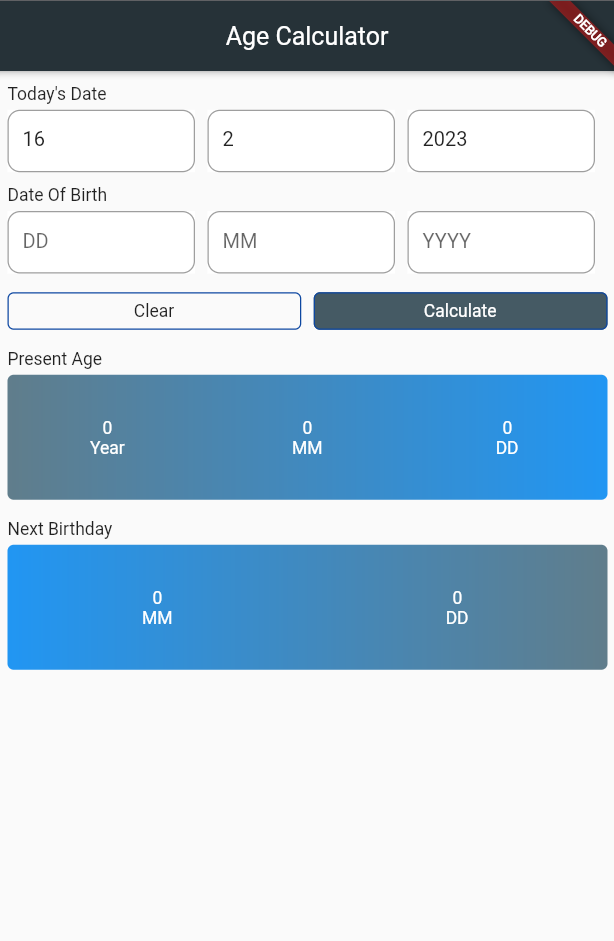 Age Calculator
DEBUG
Today's Date
16 2 2023
Date Of Birth
DD MM YYYY
Clear Calculate
Present Age
0 0 0
Year MM DD
Next Birthday
0 0
MM DD